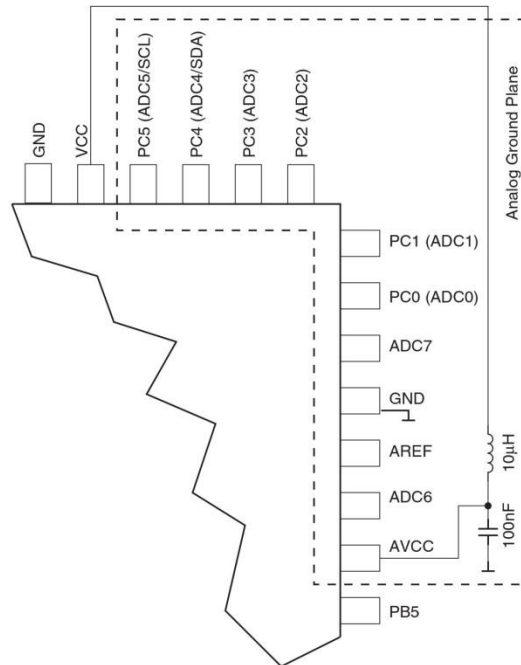 GND
VCC
PC5 (ADC5/SCL)
PC4 (ADC4/SDA)
PC3 (ADC3)
PC2 (ADC2)
Analog Ground Plane
PC1 (ADC1)
PC0 (ADC0)
ADC7
GND
AREF
ADC6
AVCC
PB5
10µH
100nF